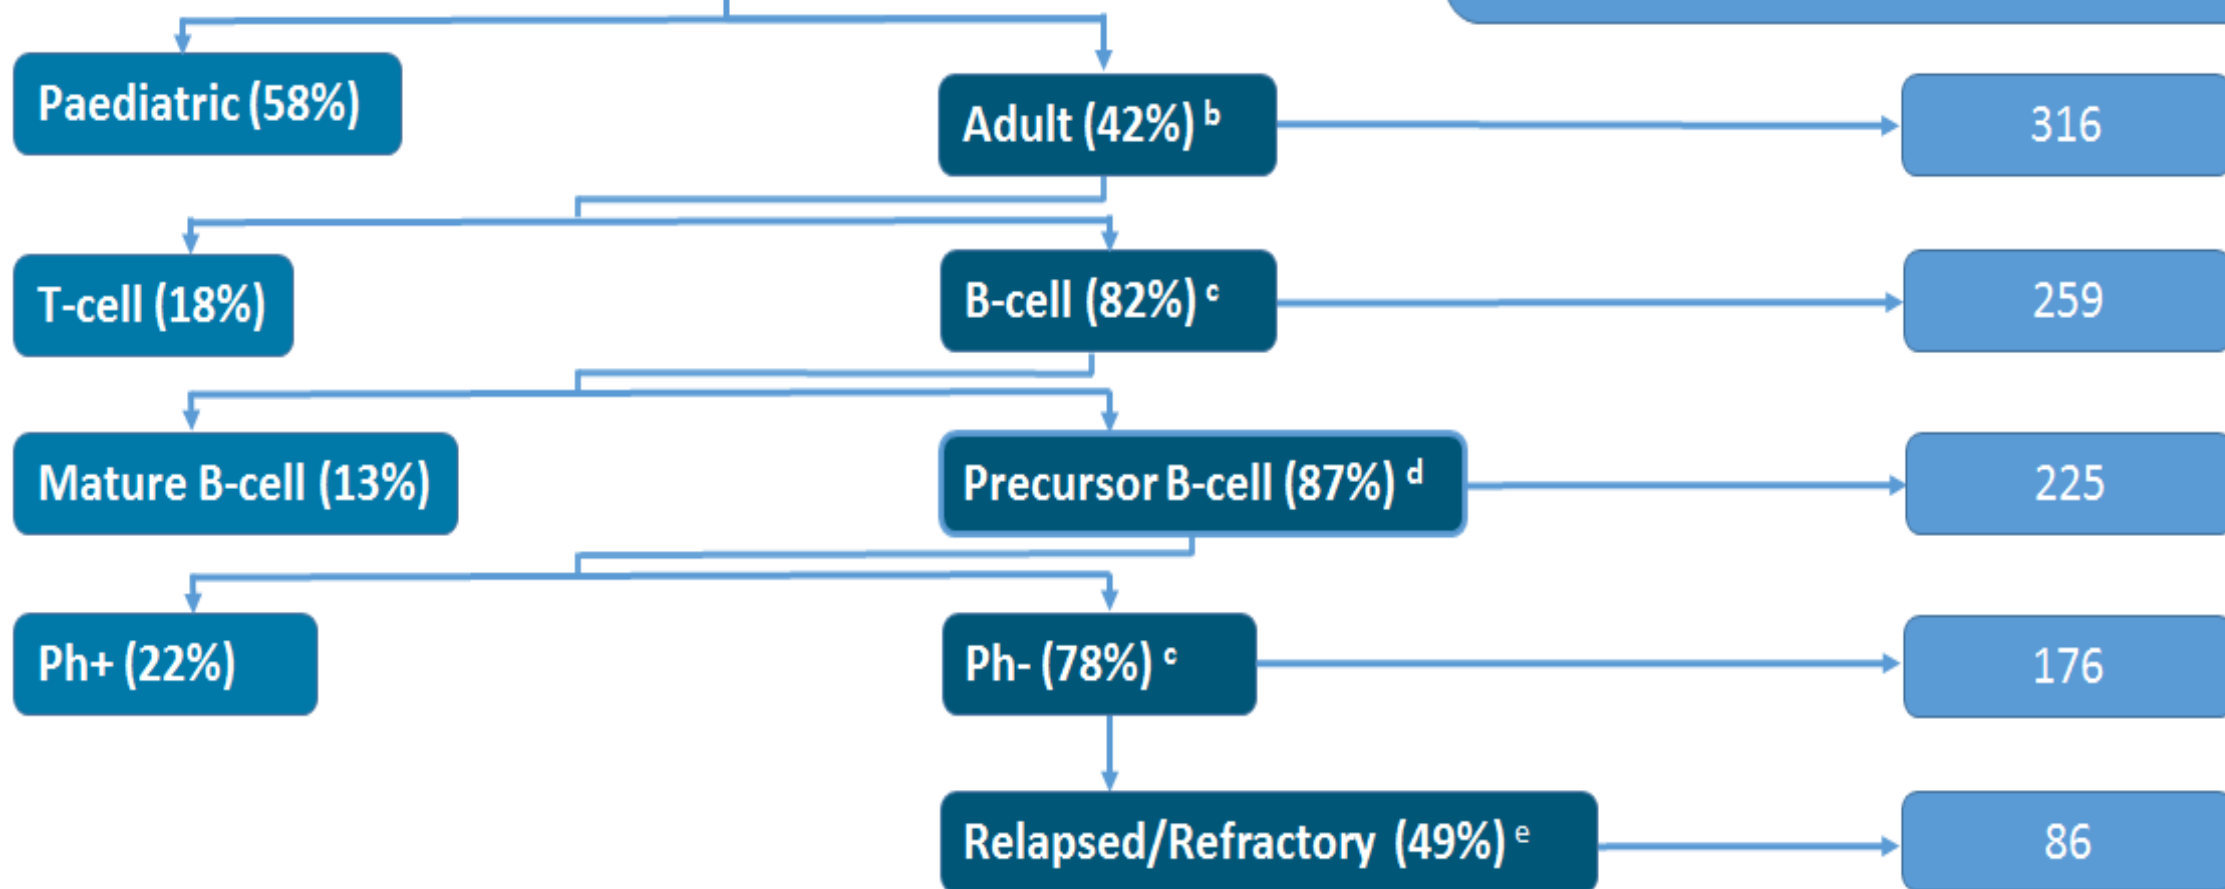 Paediatric (58%)
Adult (42%) b
316
T-cell (18%)
B-cell (82%) c
259
Mature B-cell (13%)
Precursor B-cell (87%) d
225
Ph+ (22%)
Ph- (78%) c
176
Relapsed/Refractory (49%) e
86